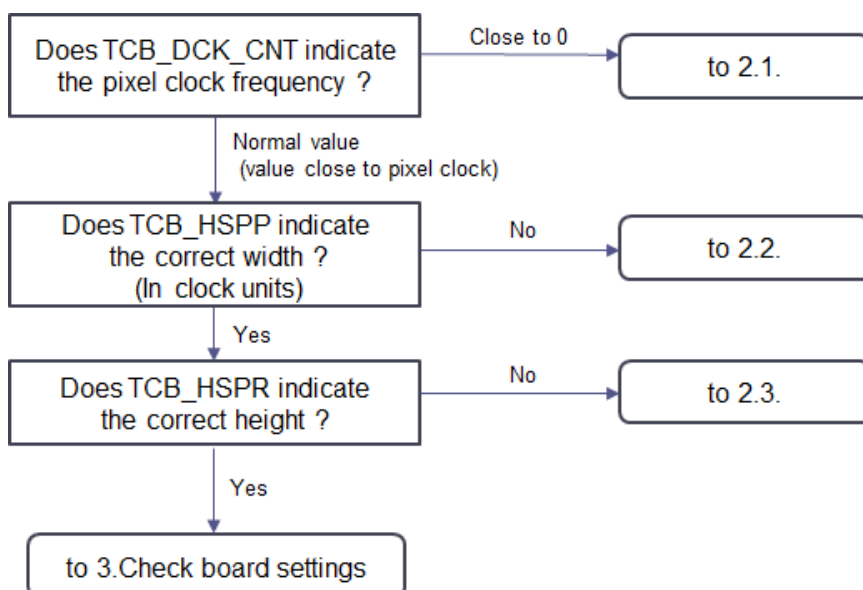 Does TCB_DCK_CNT indicate
the pixel clock frequency ?
Close to 0
to 2.1.
Normal value
(value close to pixel clock)
Does TCB_HSPP indicate
the correct width ?
(In clock units)
No
to 2.2.
Yes
Does TCB_HSPR indicate
the correct height ?
No
to 2.3.
Yes
to 3.Check board settings